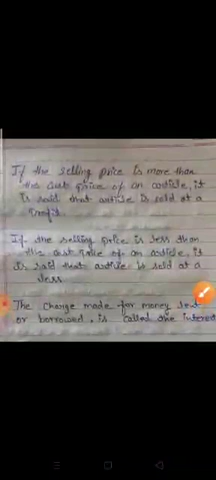 If the selling price is more than
the cost price of an article, it
is said that article is sold at a
profit
If the selling price is less than
the cost price of an article, it
is said that article is sold at a
less
The charge made for money lent
or borrowed, is called the interest